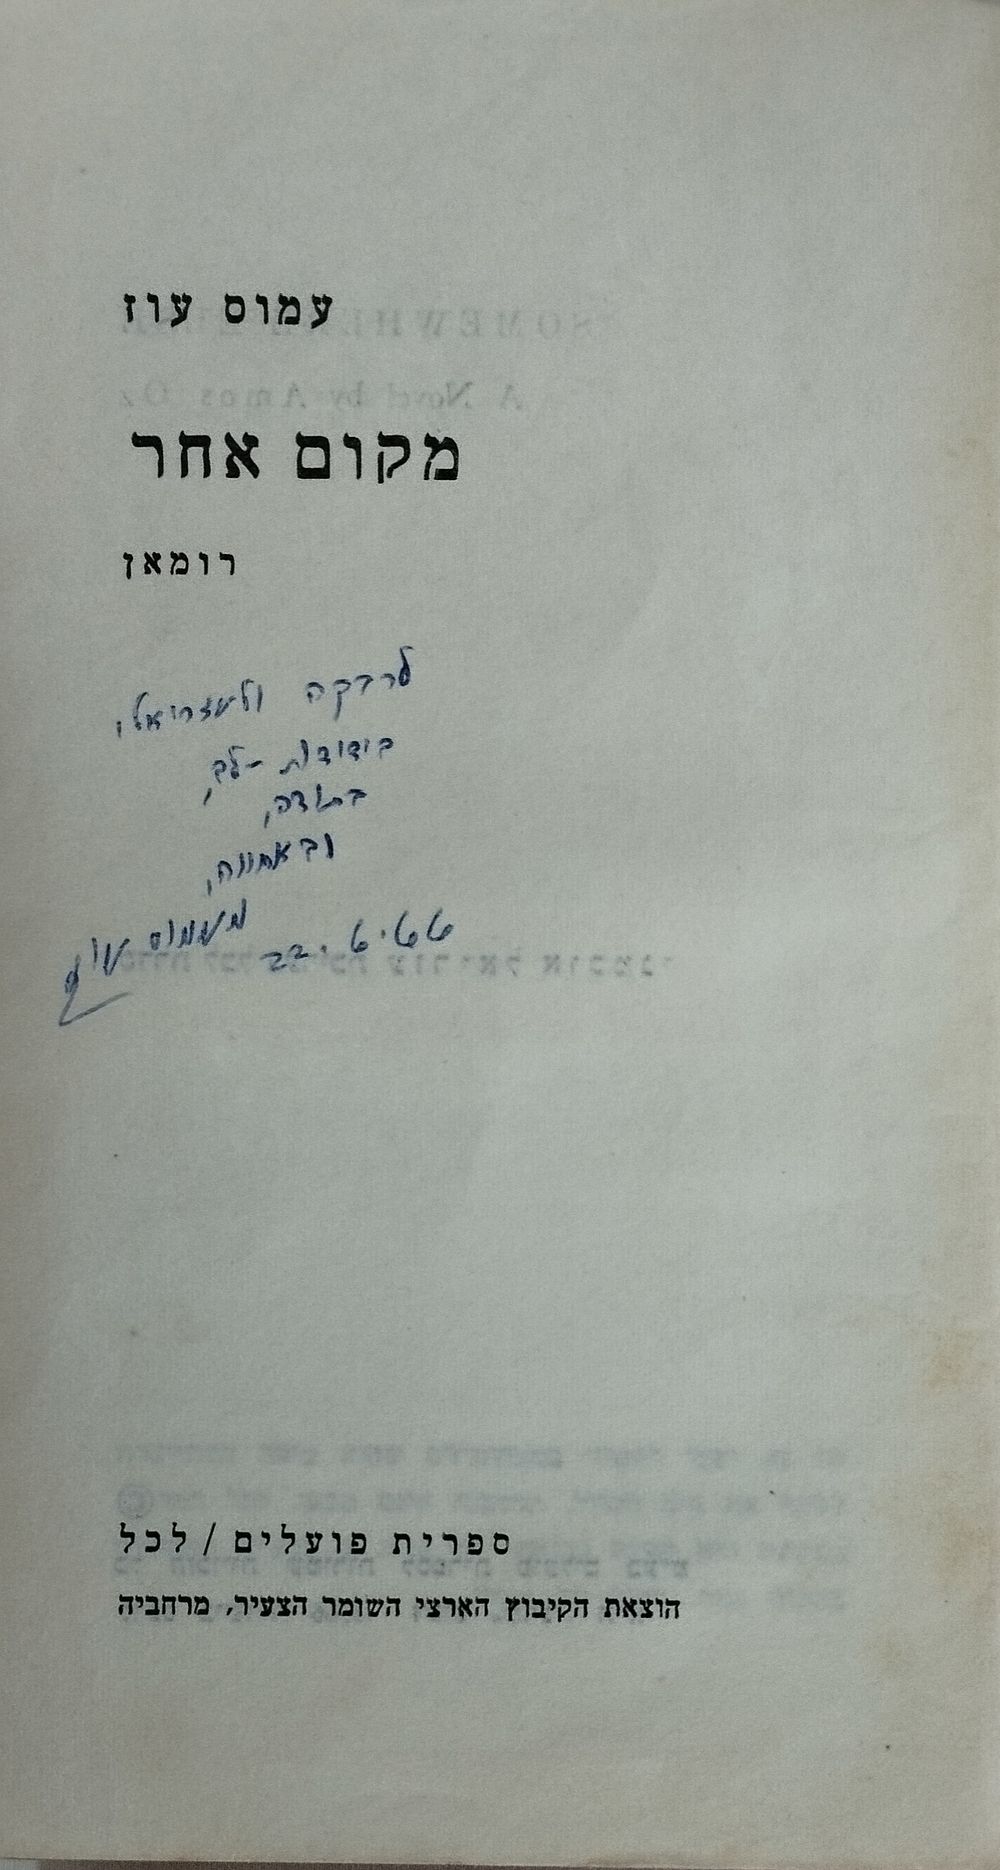 עמוס עוז
מקום אחר
רומאן
לרבקה ולעזריאל,
בידידות-לב,
בתודה,
ובאחווה,
מעמוס עוז
22.6.66
ספרית פועלים / לכל
הוצאת הקיבוץ הארצי השומר הצעיר, מרחביה